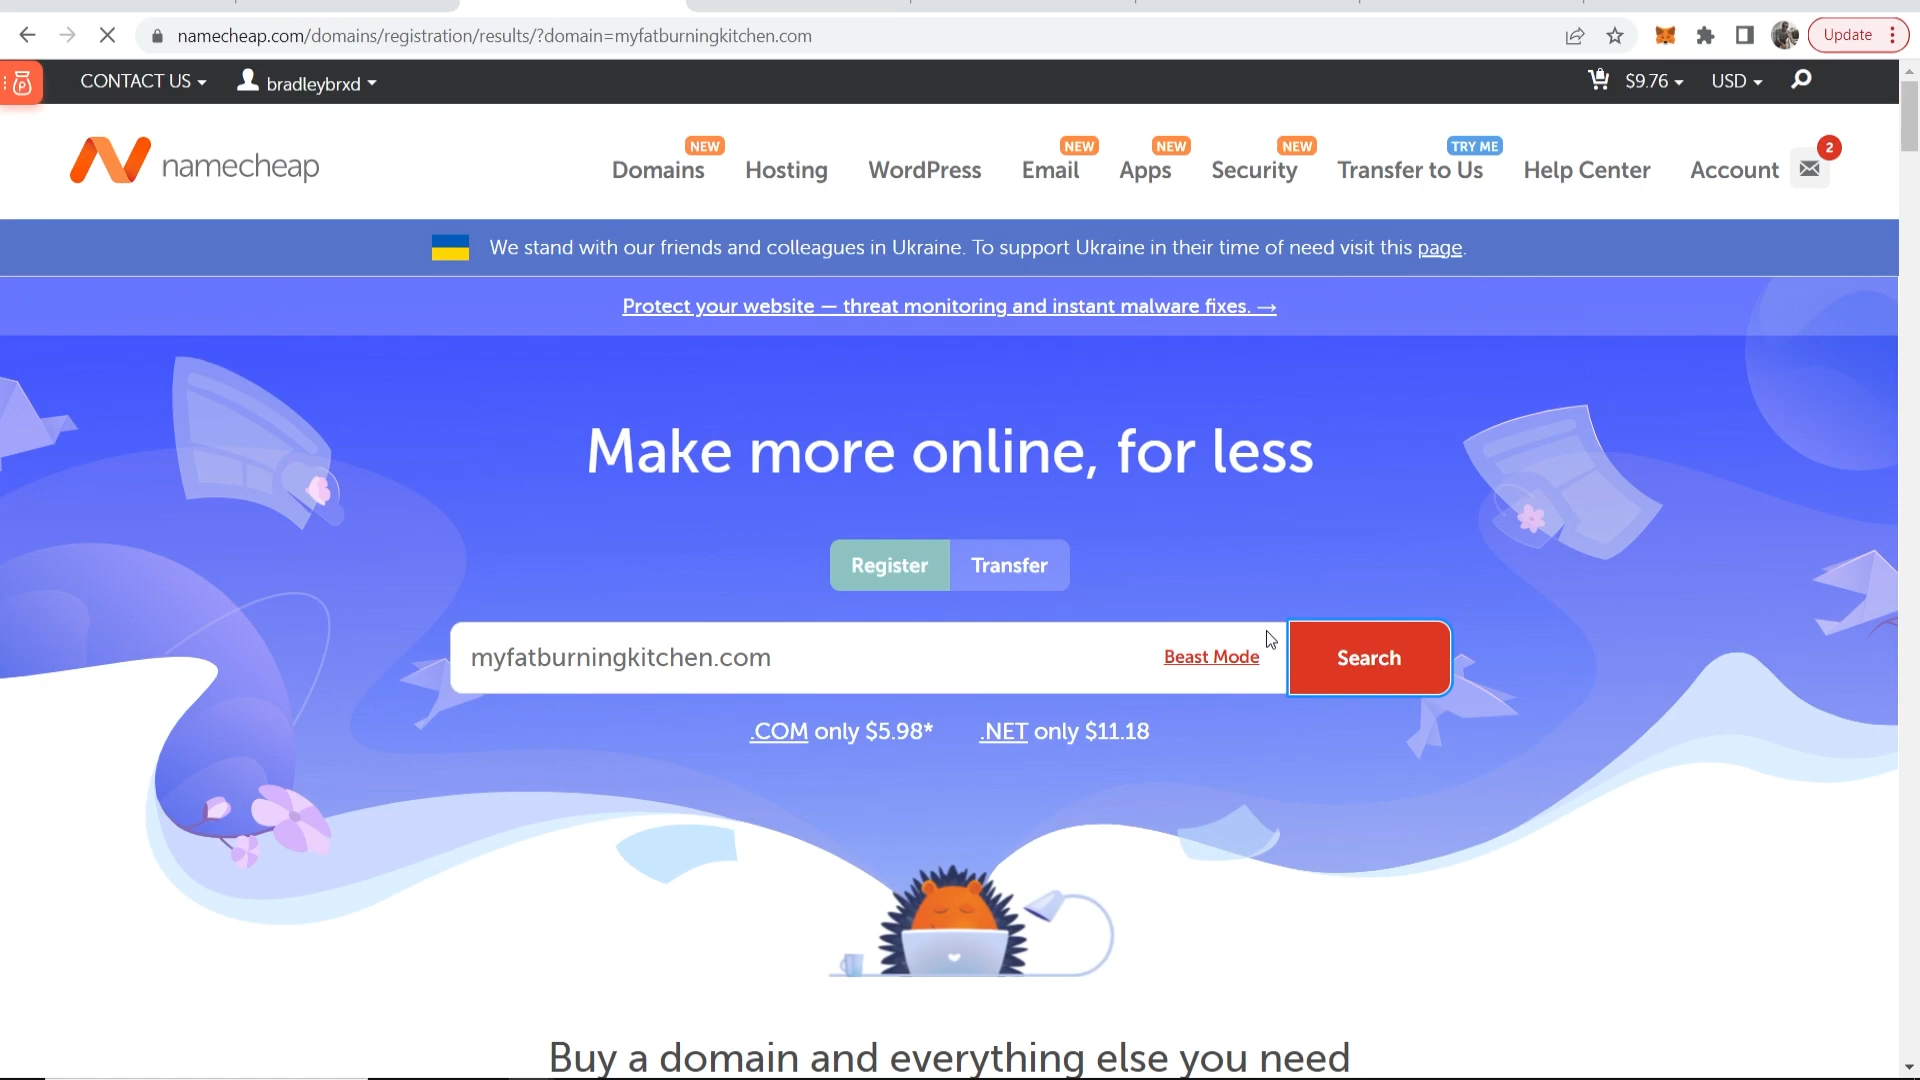 namecheap.com/domains/registration/results/?domain=myfatburningkitchen.com
Update
CONTACT US
bradleybrxd
$9.76
USD
namecheap
NEW
Domains
Hosting
WordPress
NEW
Email
NEW
Apps
NEW
Security
TRY ME
Transfer to Us
Help Center
Account
2
We stand with our friends and colleagues in Ukraine. To support Ukraine in their time of need visit this page.
Protect your website — threat monitoring and instant malware fixes. →
Make more online, for less
Register
Transfer
myfatburningkitchen.com
Beast Mode
Search
.COM only $5.98*
.NET only $11.18
Buy a domain and everything else you need